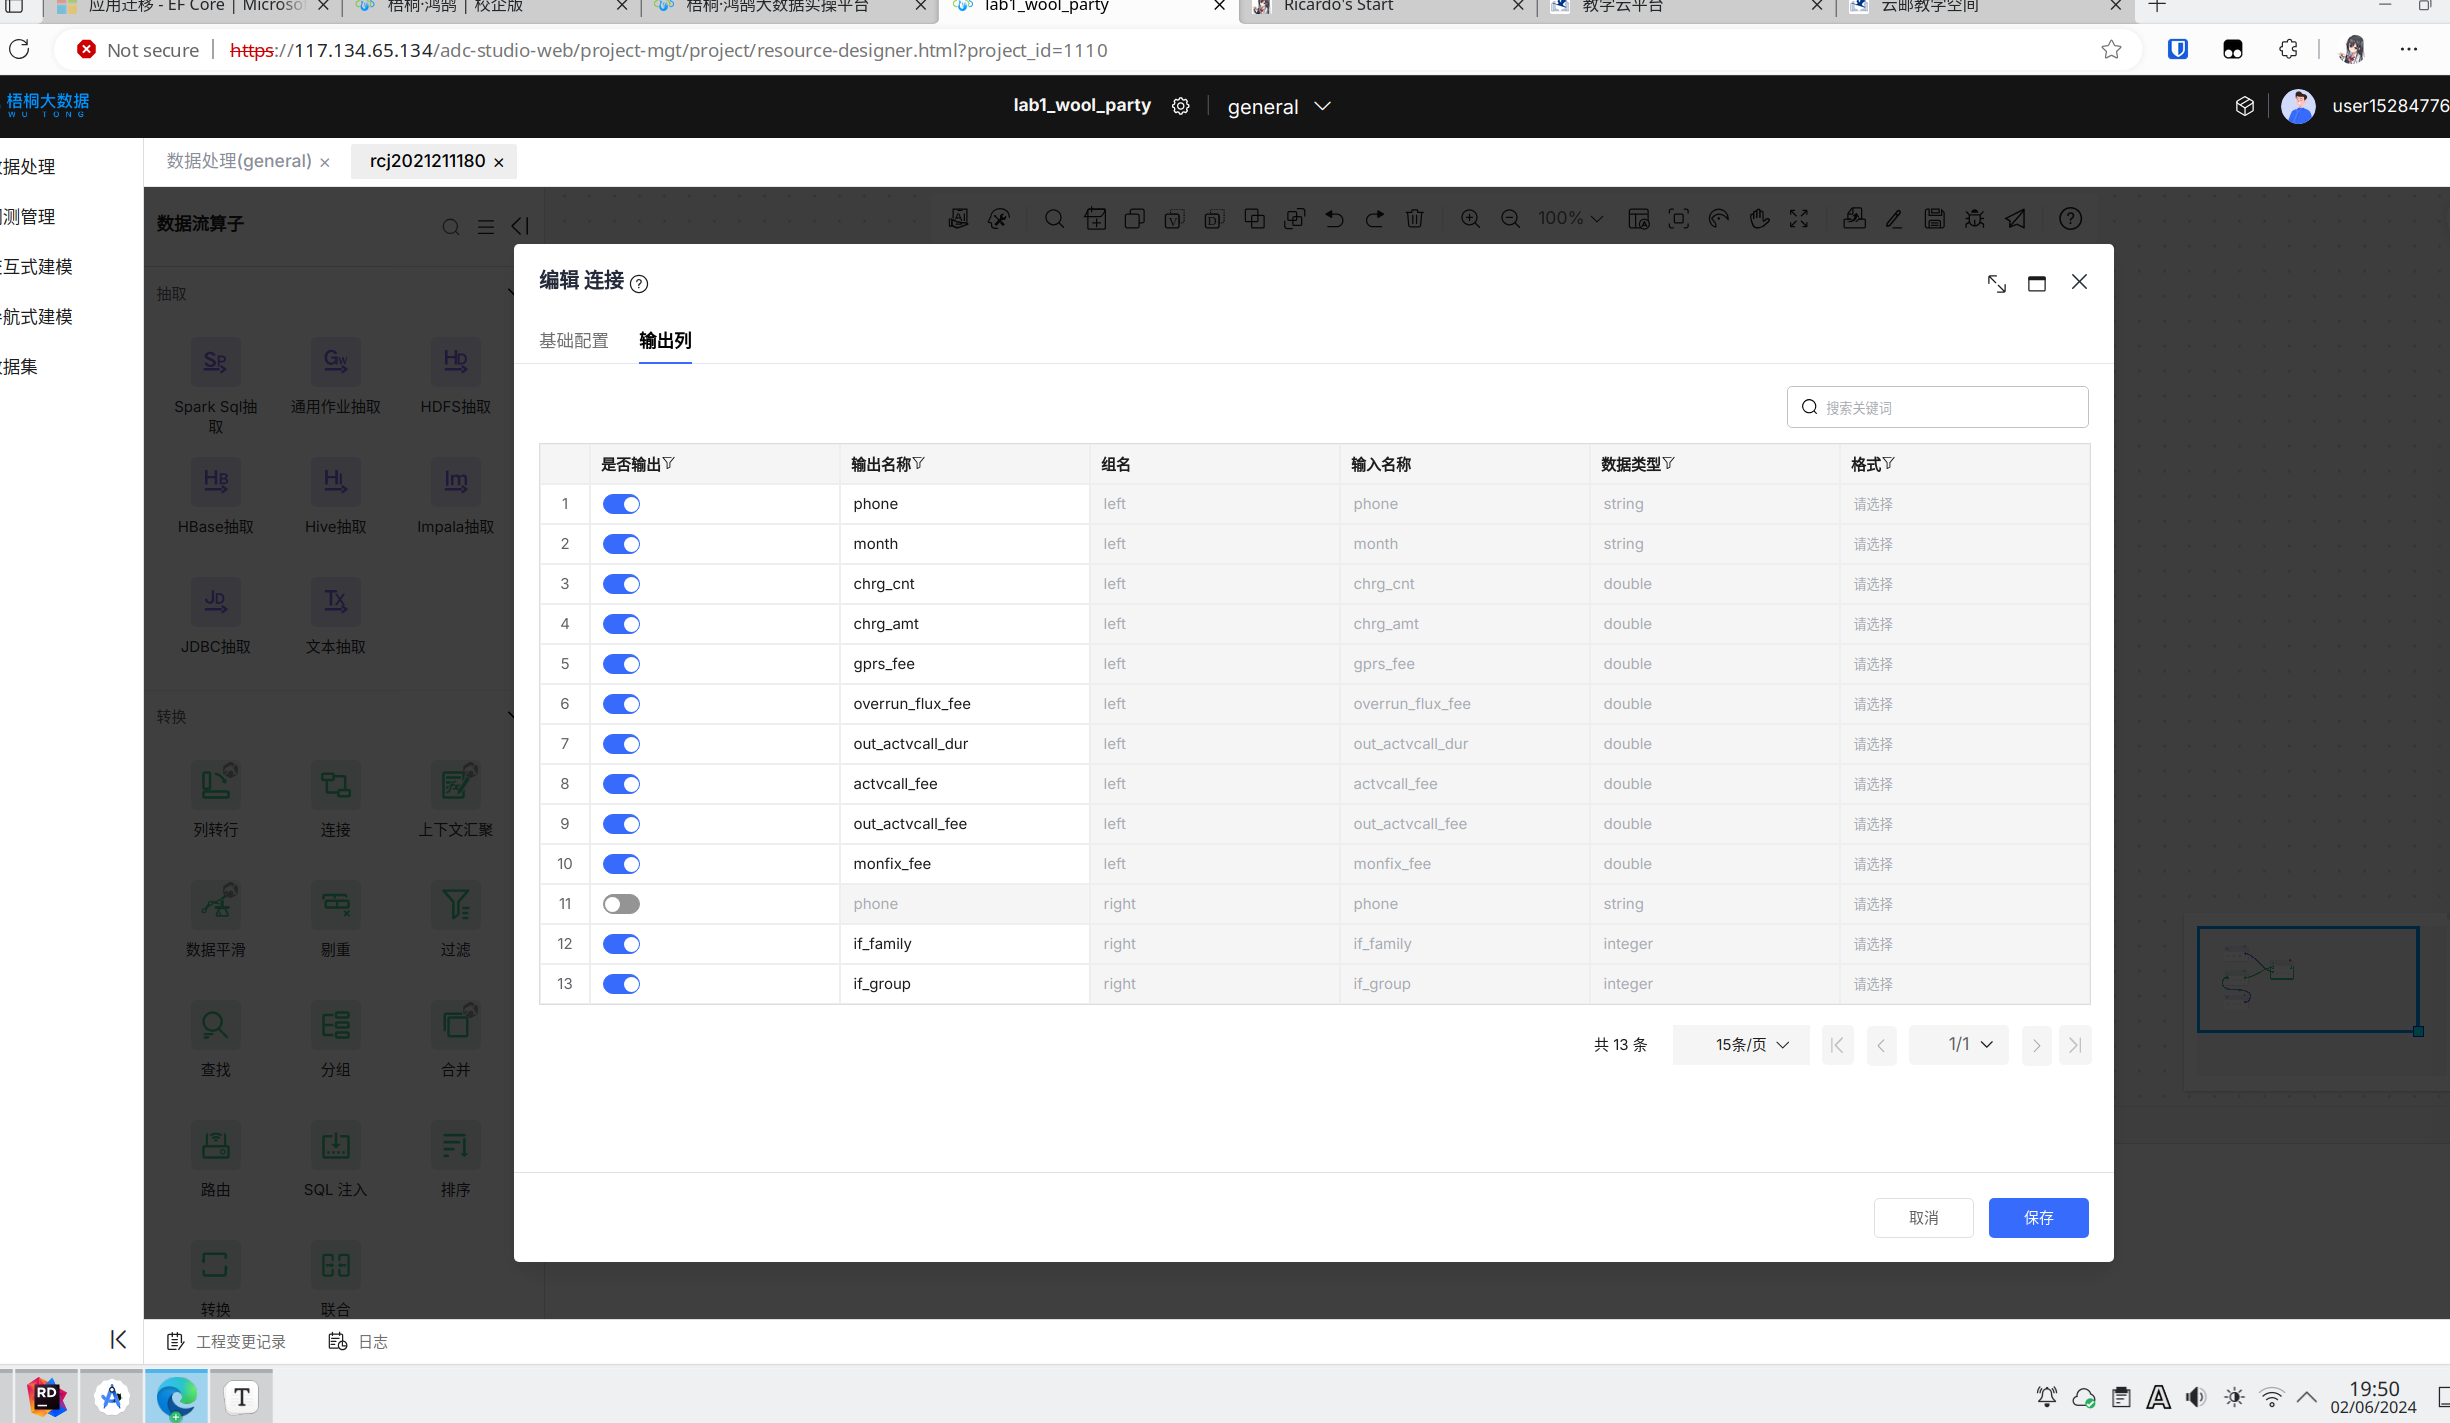 应用迁移 - EF Core | Microso
梧桐·鸿鹄 | 校企版
梧桐·鸿鹄大数据实操平台
lab1_wool_party
Ricardo's Start
教学云平台
云邮教学空间
Not secure
https://117.134.65.134/adc-studio-web/project-mgt/project/resource-designer.html?project_id=1110
梧桐大数据
WU TONG
lab1_wool_party
general
user15284776
据处理
测管理
互式建模
航式建模
据集
数据处理(general)
rcj2021211180
数据流算子
100%
抽取
Spark Sql抽取
通用作业抽取
HDFS抽取
HBase抽取
Hive抽取
Impala抽取
JDBC抽取
文本抽取
转换
列转行
连接
上下文汇聚
数据平滑
剔重
过滤
查找
分组
合并
路由
SQL 注入
排序
转换
联合
编辑 连接
基础配置
输出列
搜索关键词
是否输出 输出名称 组名 输入名称 数据类型 格式
1 phone left phone string 请选择
2 month left month string 请选择
3 chrg_cnt left chrg_cnt double 请选择
4 chrg_amt left chrg_amt double 请选择
5 gprs_fee left gprs_fee double 请选择
6 overrun_flux_fee left overrun_flux_fee double 请选择
7 out_actvcall_dur left out_actvcall_dur double 请选择
8 actvcall_fee left actvcall_fee double 请选择
9 out_actvcall_fee left out_actvcall_fee double 请选择
10 monfix_fee left monfix_fee double 请选择
11 phone right phone string 请选择
12 if_family right if_family integer 请选择
13 if_group right if_group integer 请选择
共 13 条
15条/页
1/1
取消
保存
工程变更记录
日志
19:50
02/06/2024